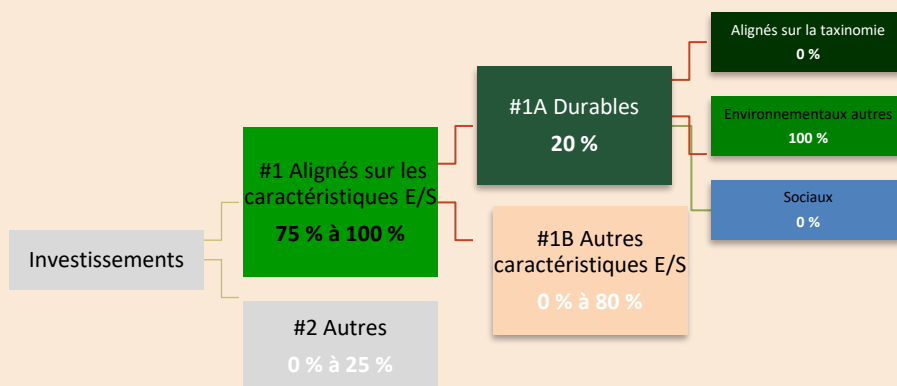 Investissements
#1 Alignés sur les
caractéristiques E/S
75 % à 100 %
#2 Autres
0 % à 25 %
#1A Durables
20 %
#1B Autres
caractéristiques E/S
0 % à 80 %
Alignés sur la taxinomie
0 %
Environnementaux autres
100 %
Sociaux
0 %